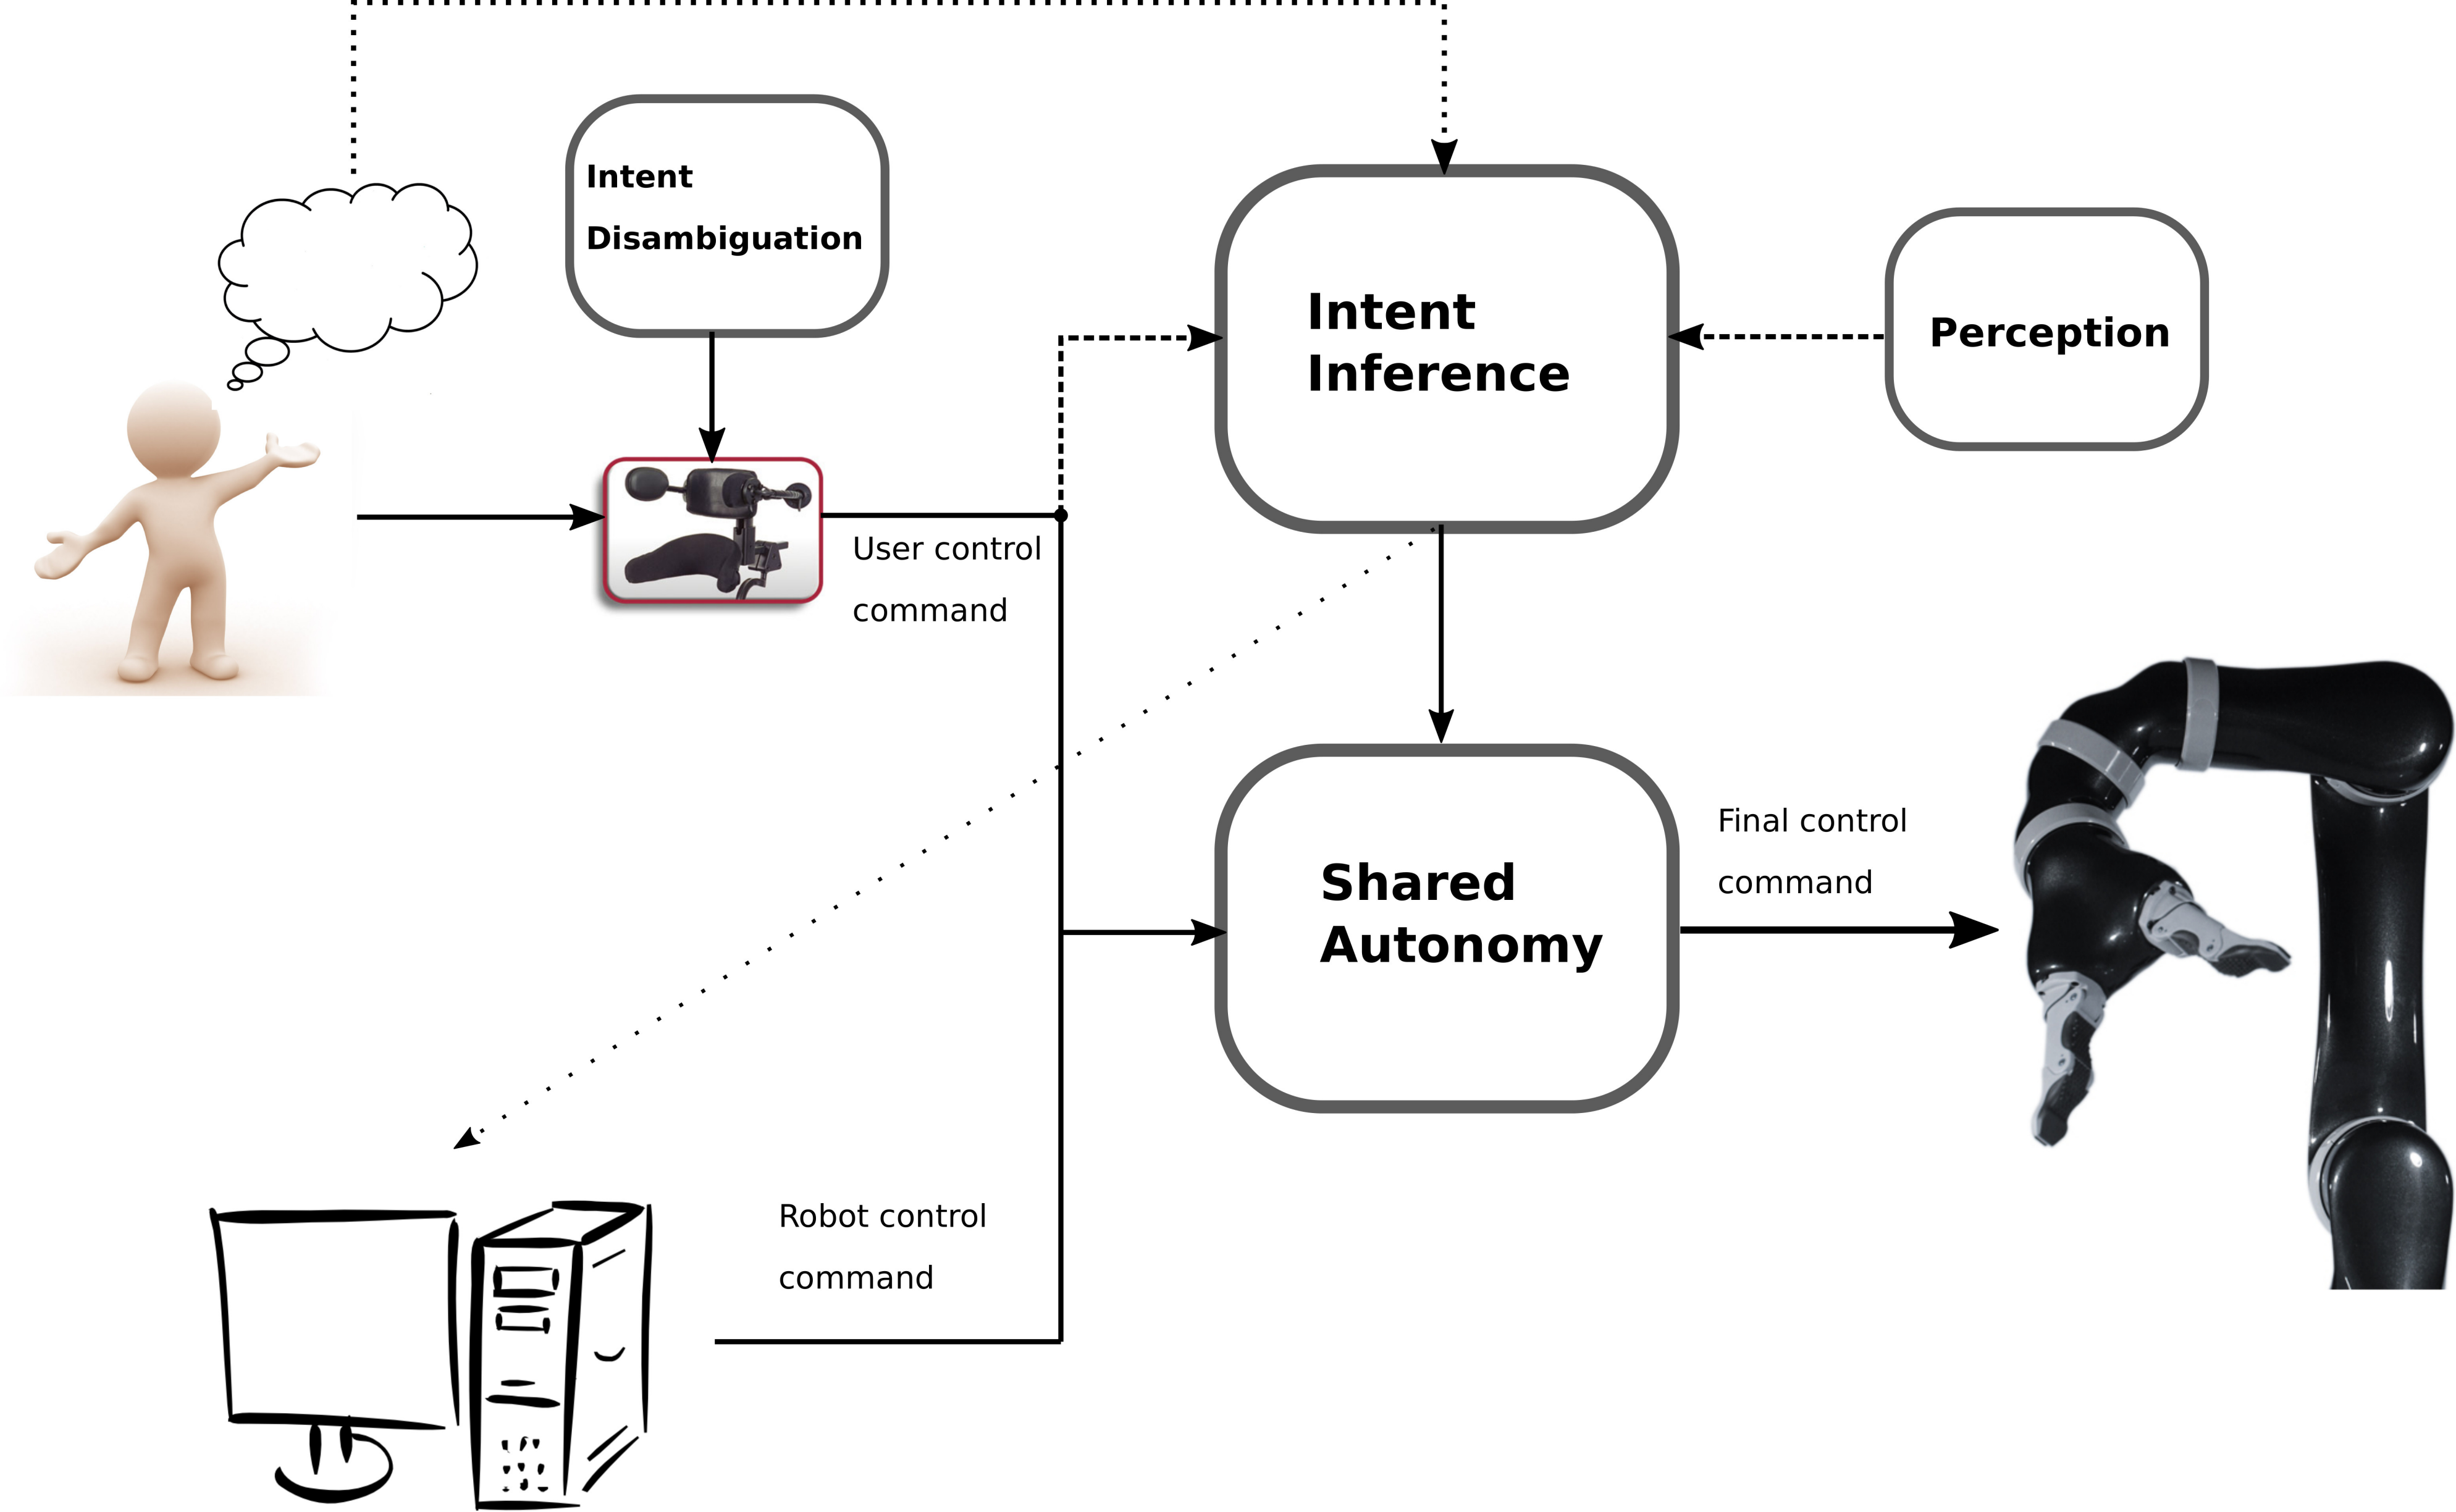 Intent
Disambiguation
Intent
Inference
Perception
User control
command
Shared
Autonomy
Final control
command
Robot control
command